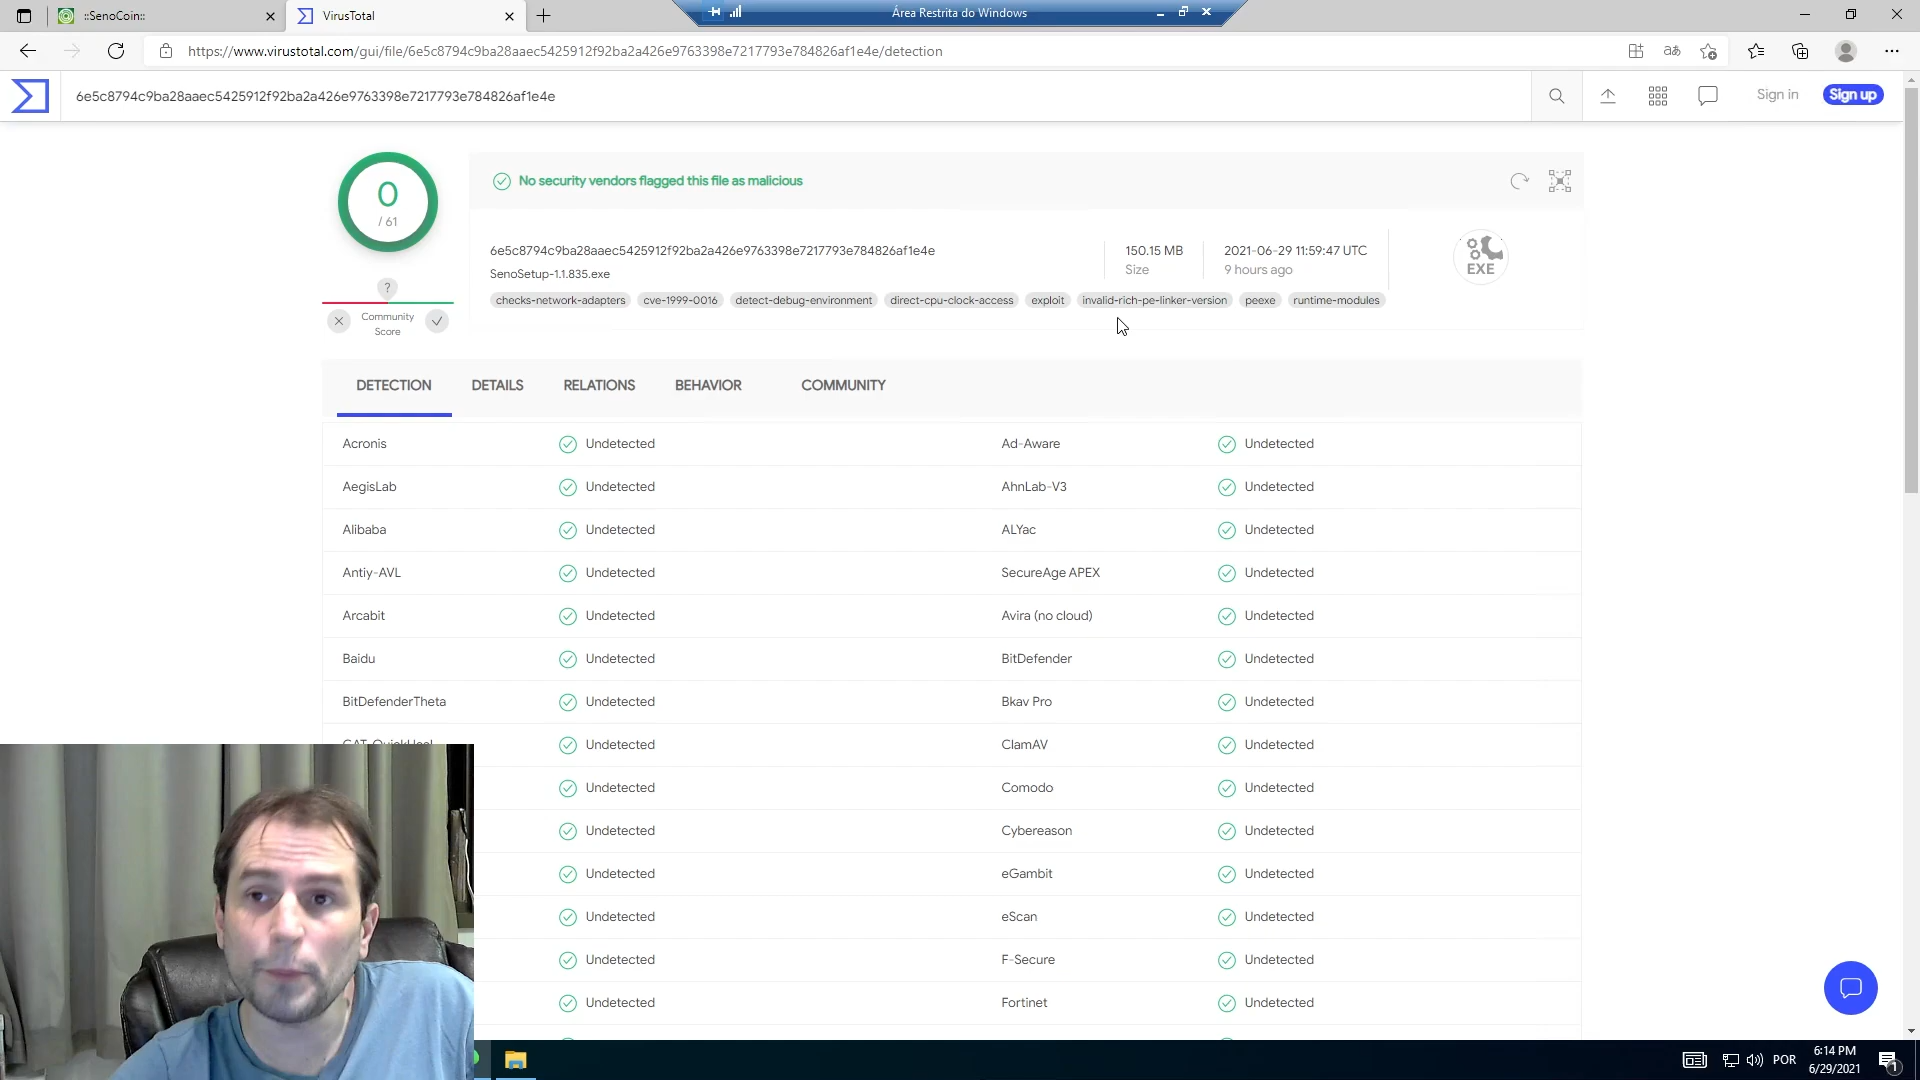 ::SenoCoin::
VirusTotal
Área Restrita do Windows
https://www.virustotal.com/gui/file/6e5c8794c9ba28aaec5425912f92ba2a426e9763398e7217793e784826af1e4e/detection
6e5c8794c9ba28aaec5425912f92ba2a426e9763398e7217793e784826af1e4e
Sign in
Sign up
0
/ 61
No security vendors flagged this file as malicious
6e5c8794c9ba28aaec5425912f92ba2a426e9763398e7217793e784826af1e4e
SenoSetup-1.1.835.exe
150.15 MB
Size
2021-06-29 11:59:47 UTC
9 hours ago
EXE
checks-network-adapters cve-1999-0016 detect-debug-environment direct-cpu-clock-access exploit invalid-rich-pe-linker-version peexe runtime-modules
?
Community
Score
DETECTION DETAILS RELATIONS BEHAVIOR COMMUNITY
Acronis Undetected Ad-Aware Undetected
AegisLab Undetected AhnLab-V3 Undetected
Alibaba Undetected ALYac Undetected
Antiy-AVL Undetected SecureAge APEX Undetected
Arcabit Undetected Avira (no cloud) Undetected
Baidu Undetected BitDefender Undetected
BitDefenderTheta Undetected Bkav Pro Undetected
Undetected ClamAV Undetected
Undetected Comodo Undetected
Undetected Cybereason Undetected
Undetected eGambit Undetected
Undetected eScan Undetected
Undetected F-Secure Undetected
Undetected Fortinet Undetected
POR
6:14 PM
6/29/2021
1